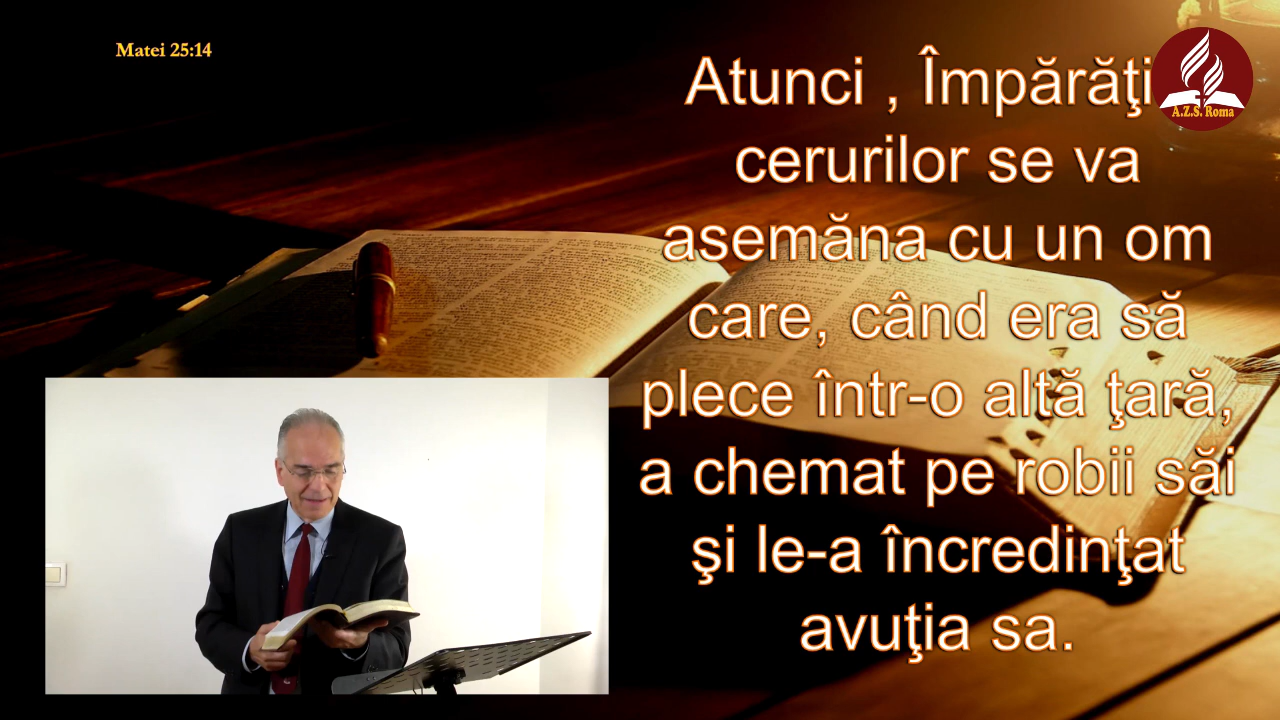 Matei 25:14
Atunci , Împărăţi
cerurilor se va
asemăna cu un om
care, când era să
plece într-o altă ţară,
a chemat pe robii săi
şi le-a încredinţat
avuţia sa.
A.Z.S. Roma